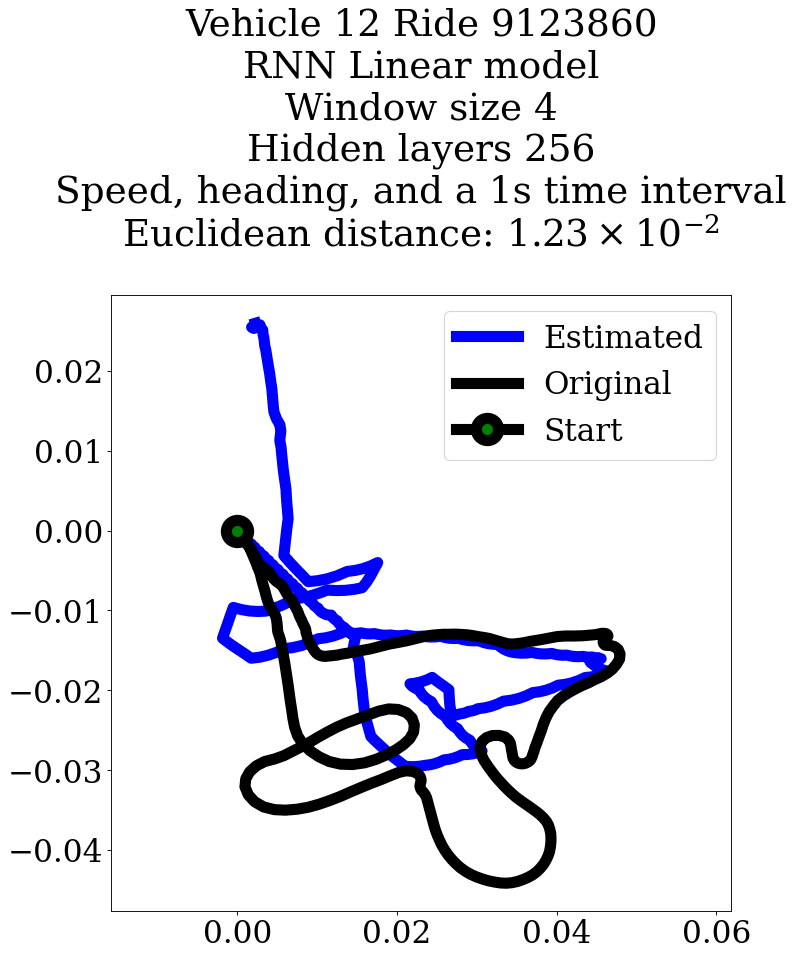 Vehicle 12 Ride 9123860
RNN Linear model
Window size 4
Hidden layers 256
Speed, heading, and a 1s time interval
Euclidean distance: 1.23 × 10⁻²
Estimated
Original
Start
0.02
0.01
0.00
−0.01
−0.02
−0.03
−0.04
0.00 0.02 0.04 0.06